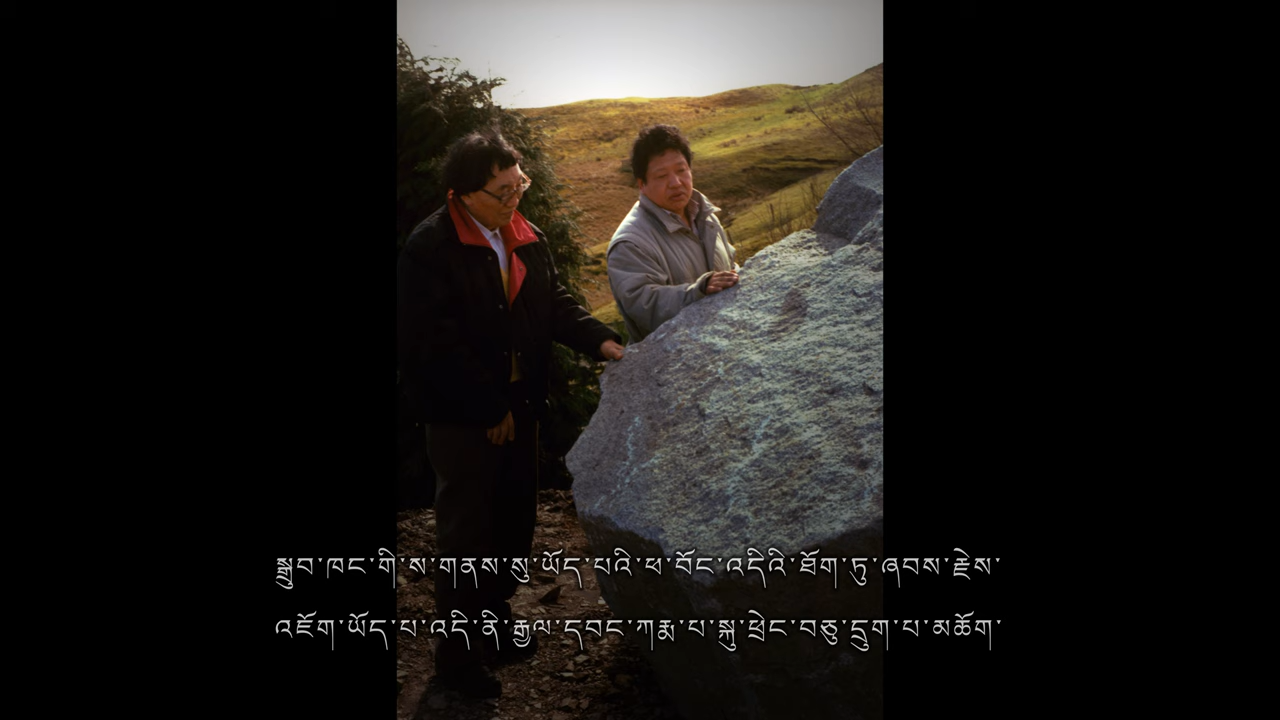 སྒྲུབ་ཁང་གི་ས་གནས་སུ་ཡོད་པའི་ཕ་བོང་འདིའི་ཐོག་ཏུ་ཞབས་རྗེས་
འཇོག་ཡོད་པ་འདི་ནི་རྒྱལ་དབང་ཀརྨ་པ་སྐུ་ཕྲེང་བཅུ་དྲུག་པ་མཆོག་